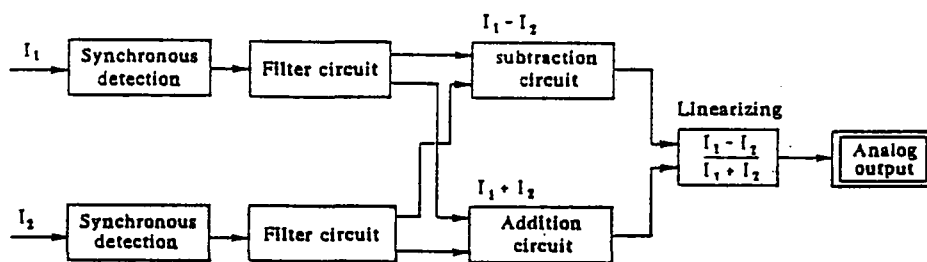 I₁ - I₂
I₁
Synchronous
detection
Filter circuit
subtraction
circuit
Linearizing
I₁ - I₂
I₁ + I₂
Analog
output
I₁ + I₂
I₂
Synchronous
detection
Filter circuit
Addition
circuit